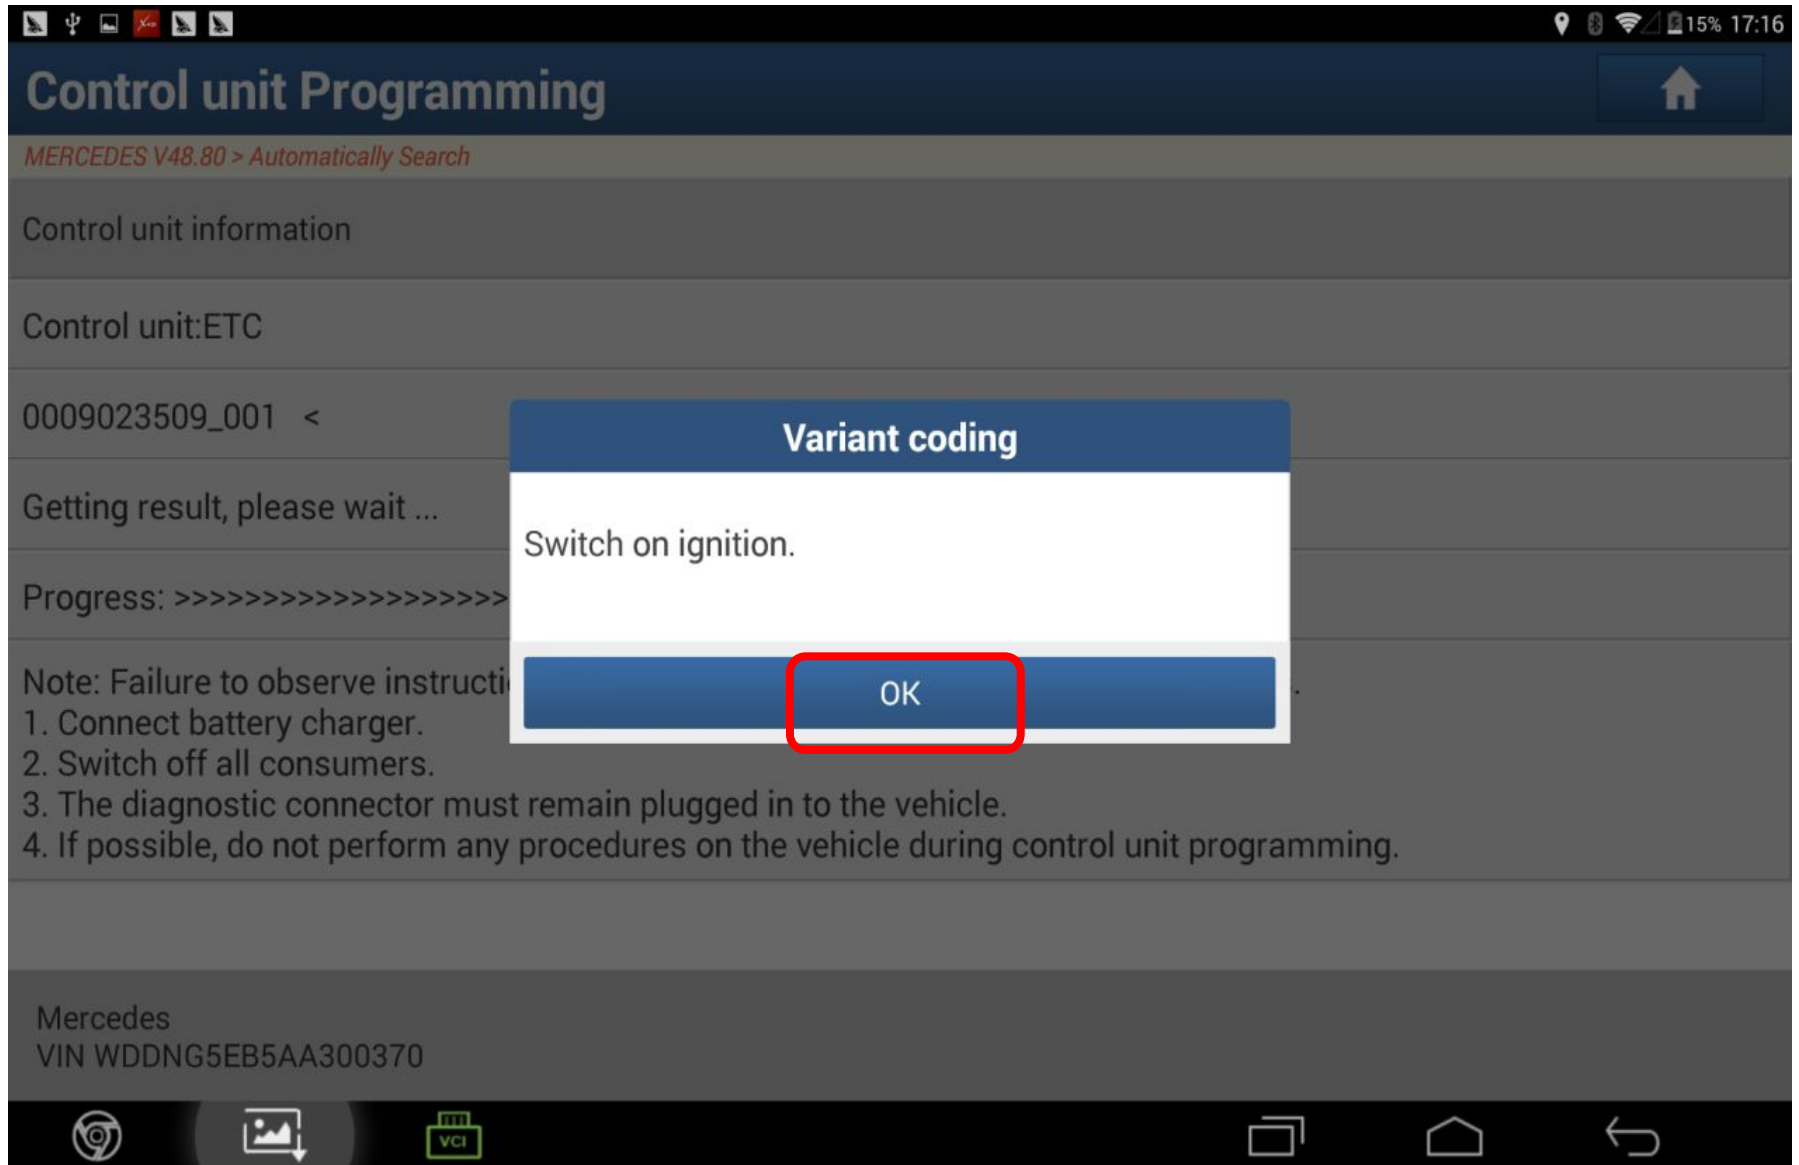 15% 17:16
Control unit Programming
MERCEDES V48.80 > Automatically Search
Control unit information
Control unit:ETC
0009023509_001 <
Getting result, please wait ...
Progress: >>>>>>>>>>>>>>>>>>>
Variant coding
Switch on ignition.
OK
Note: Failure to observe
1. Connect battery charger.
2. Switch off all consumers.
3. The diagnostic connector must remain plugged in to the vehicle.
4. If possible, do not perform any procedures on the vehicle during control unit programming.
Mercedes
VIN WDDNG5EB5AA300370
VCI